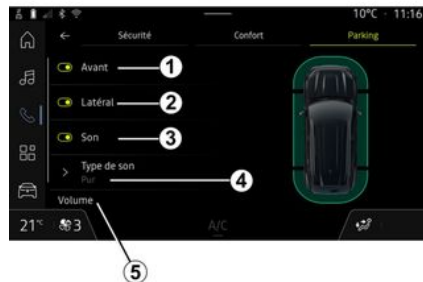 10°C 11:16
Sécurité Confort Parking
Avant 1
Latéral 2
Son 3
Type de son
Pur 4
Volume
21°C 3 A/C
5